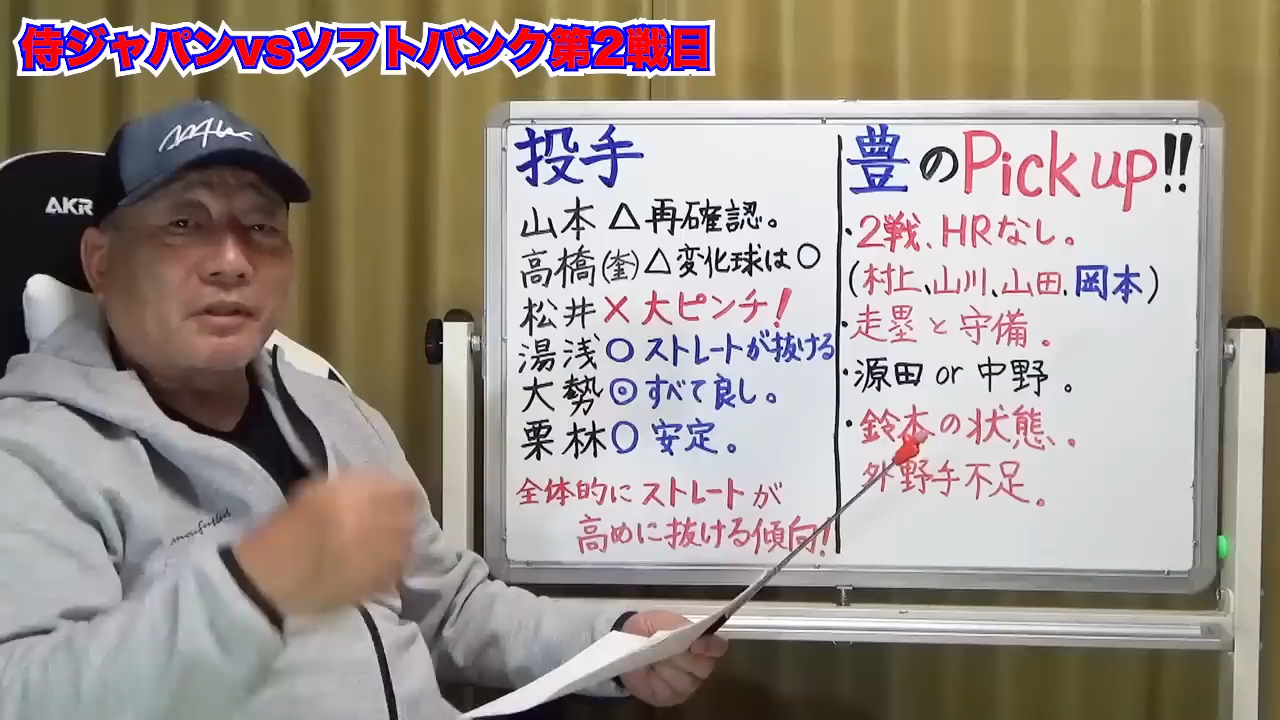 侍ジャパンvsソフトバンク第2戦目
AKR
投手
山本 △ 再確認。
高橋(奎) △ 変化球は〇
松井 × 大ピンチ!
湯浅 〇 ストレートが抜ける
大勢 ◎ すべて良し。
栗林 〇 安定。
全体的にストレートが
高めに抜ける傾向!
豊のPick up!!
・2戦、HRなし。
(村上、山川、山田、岡本)
・走塁と守備。
・源田 or 中野。
・鈴木の状態、。
外野手不足。